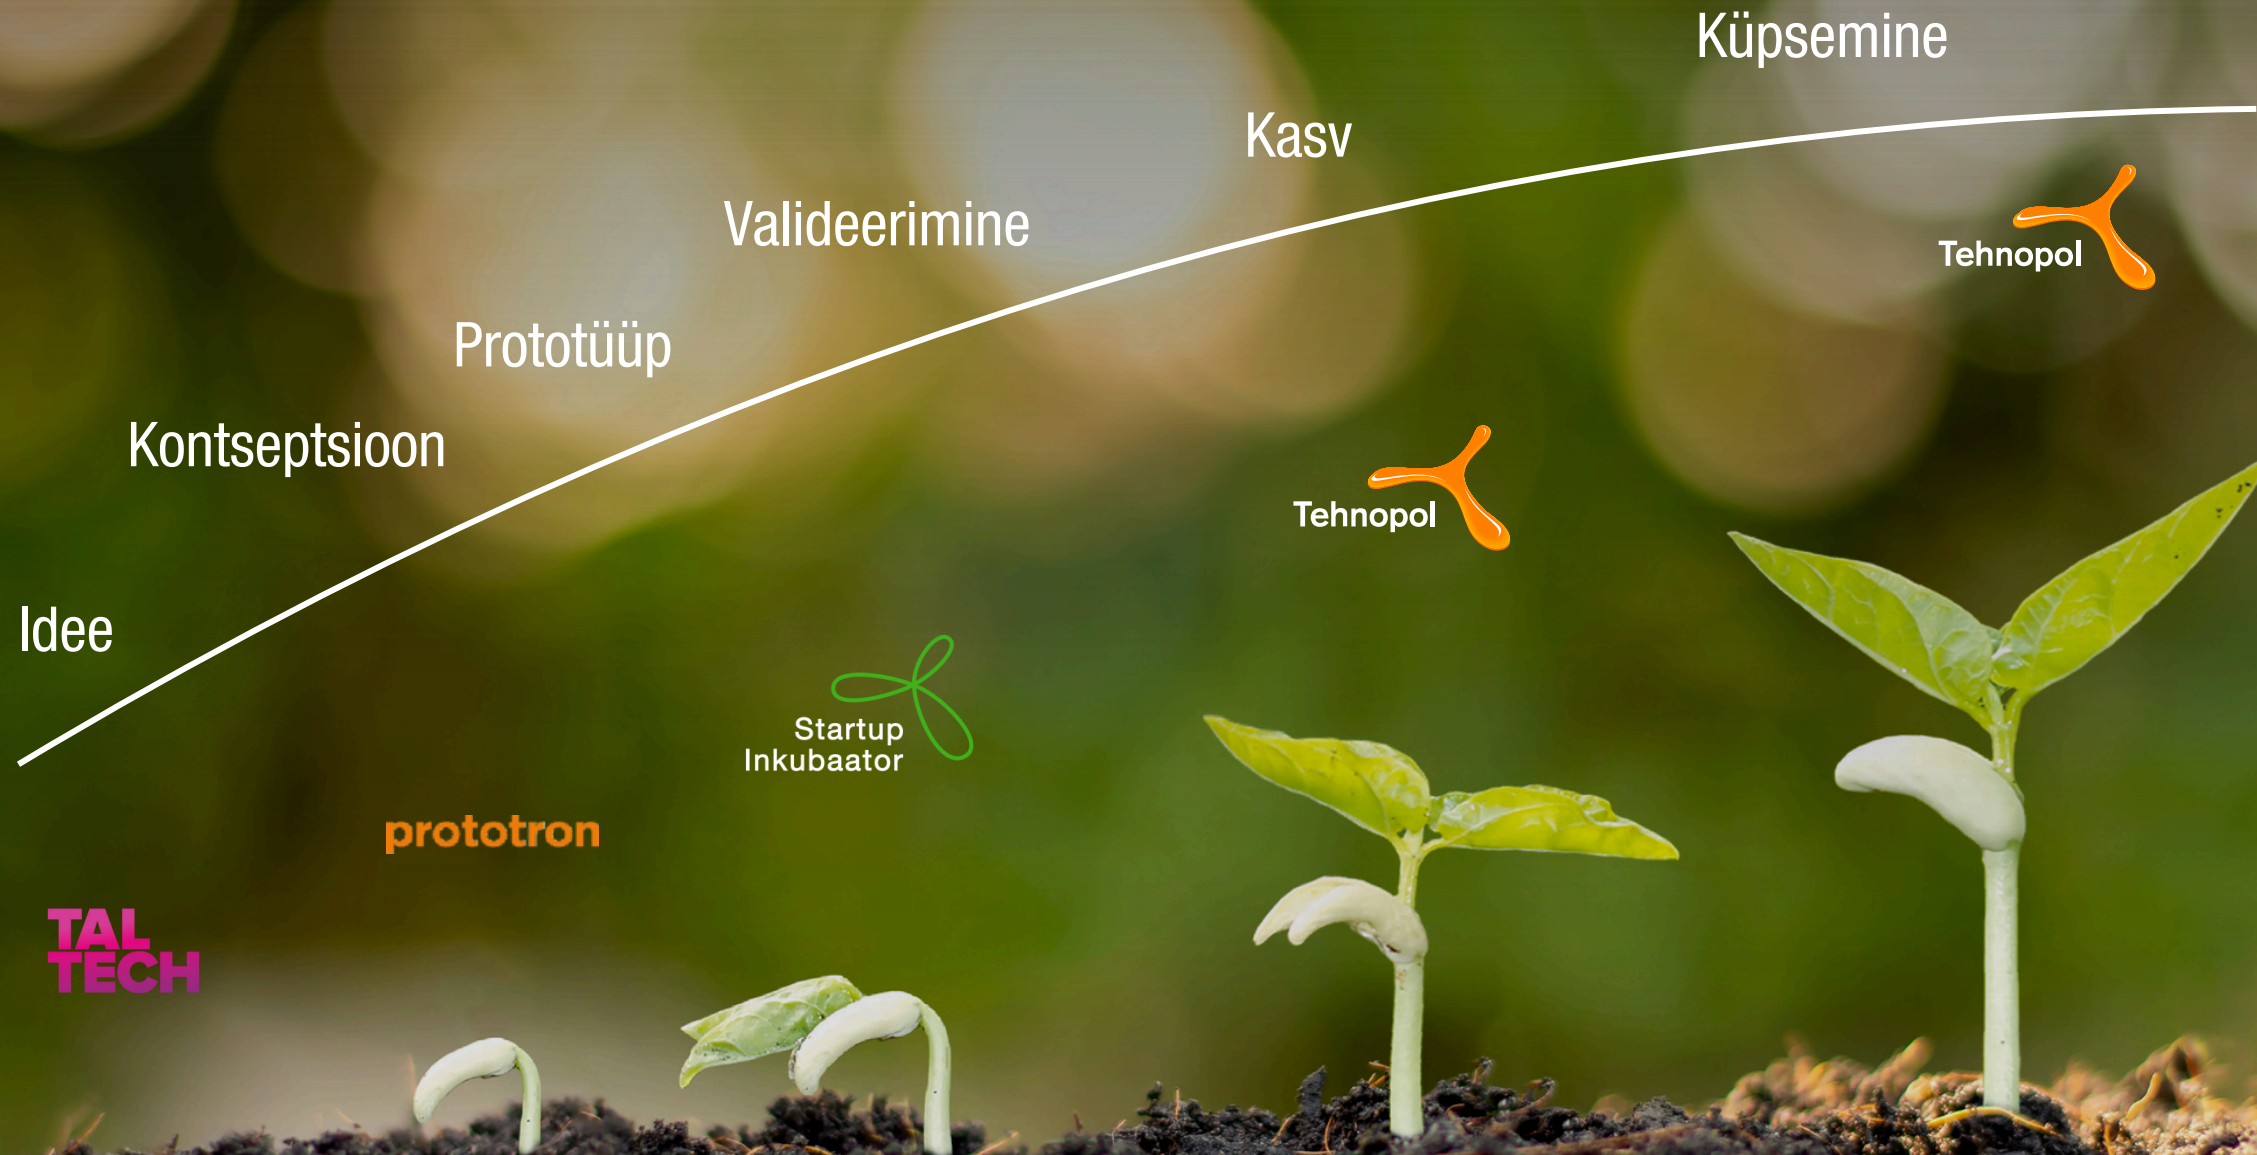 Küpsemine
Kasv
Valideerimine
Prototüüp
Kontseptsioon
Idee
Tehnopol
Tehnopol
Startup
Inkubaator
prototron
TAL
TECH